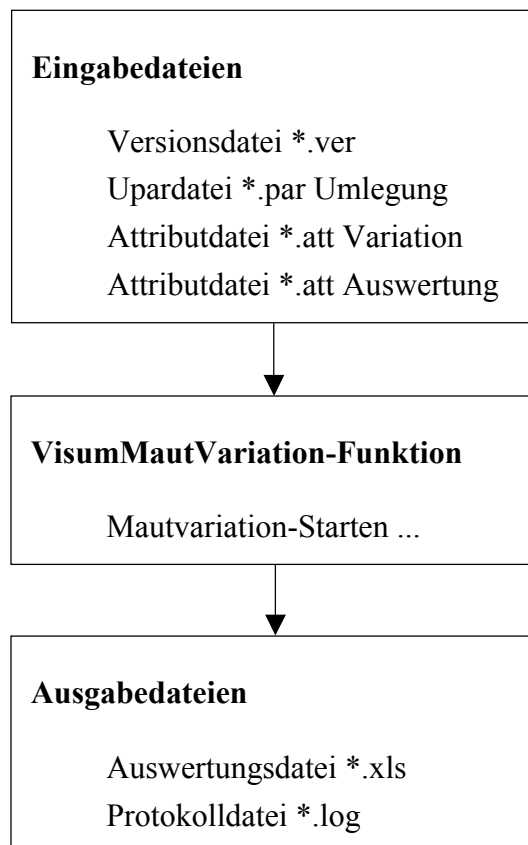 Eingabedateien
Versionsdatei *.ver
Upardatei *.par Umlegung
Attributdatei *.att Variation
Attributdatei *.att Auswertung
VisumMautVariation-Funktion
Mautvariation-Starten ...
Ausgabedateien
Auswertungsdatei *.xls
Protokolldatei *.log